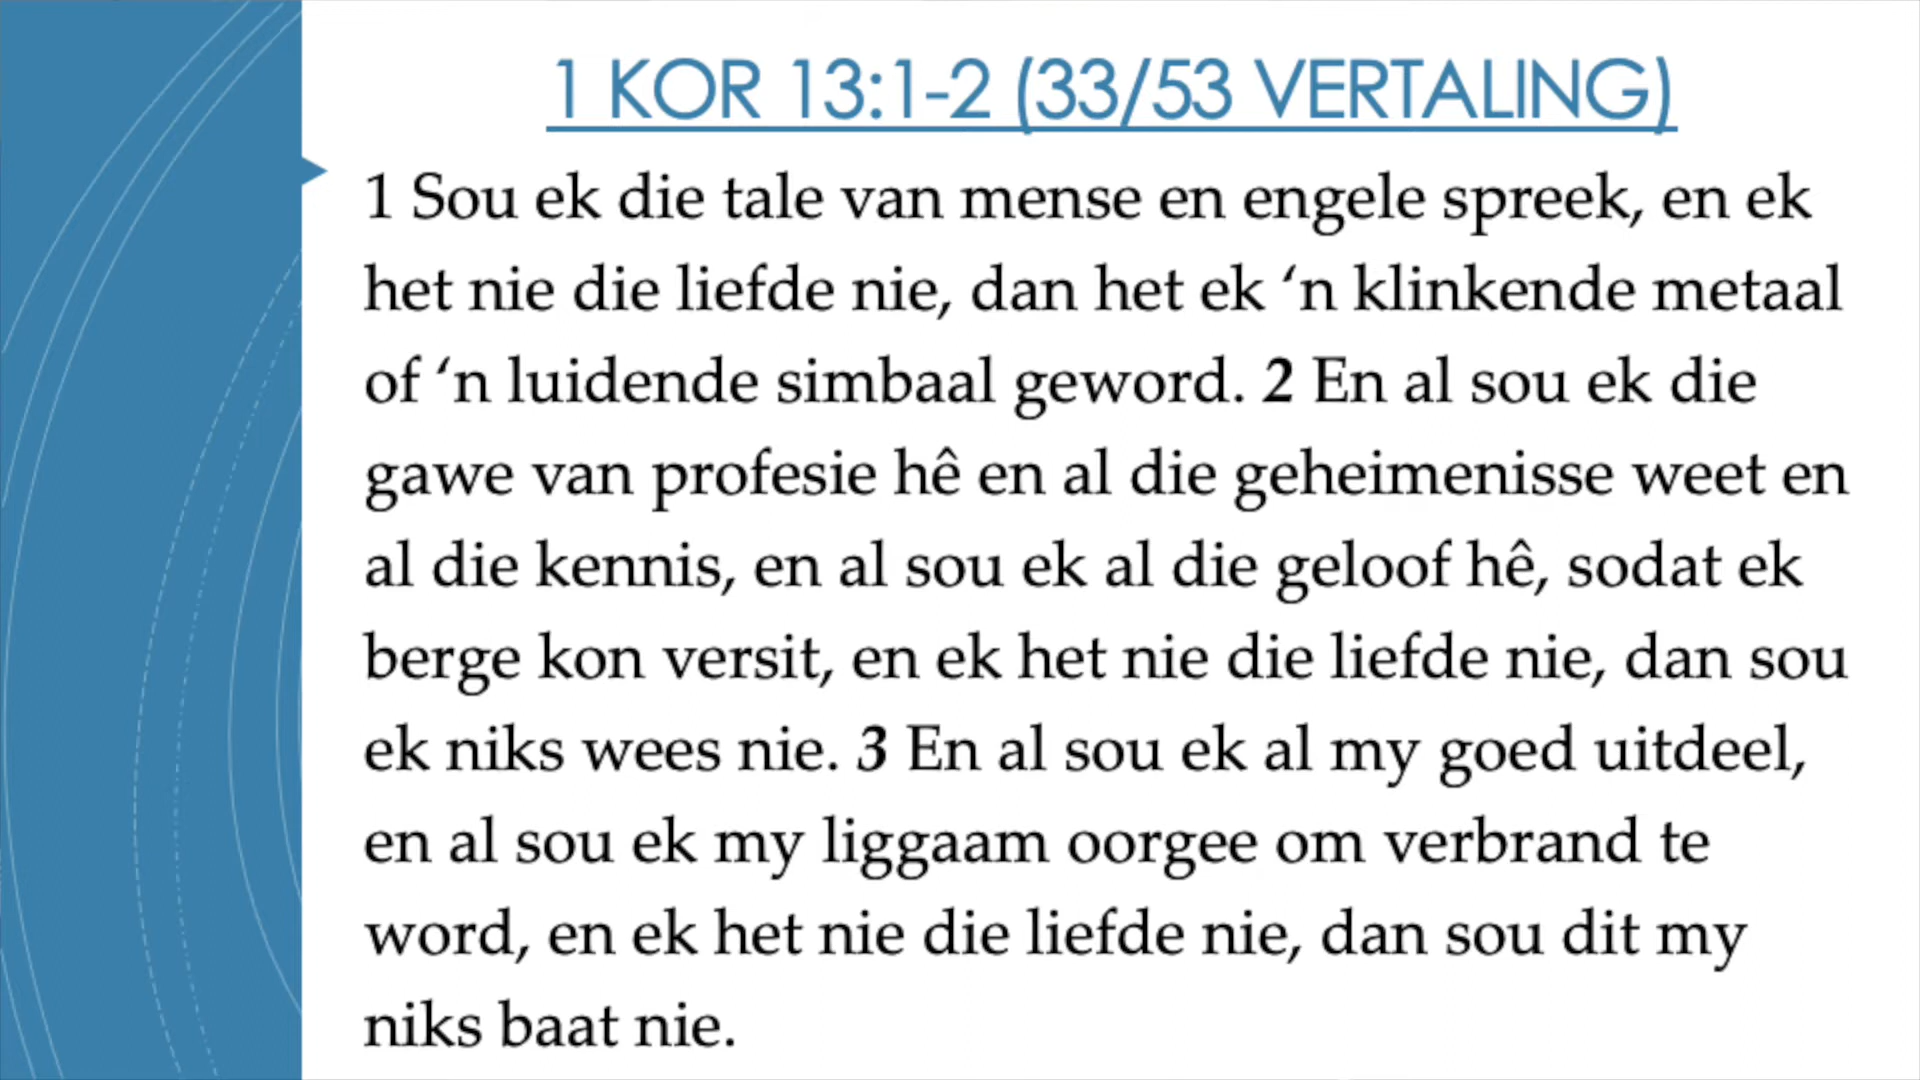 1 KOR 13:1-2 (33/53 VERTALING)
1 Sou ek die tale van mense en engele spreek, en ek
het nie die liefde nie, dan het ek ‘n klinkende metaal
of ‘n luidende simbaal geword. 2 En al sou ek die
gawe van profesie hê en al die geheimenisse weet en
al die kennis, en al sou ek al die geloof hê, sodat ek
berge kon versit, en ek het nie die liefde nie, dan sou
ek niks wees nie. 3 En al sou ek al my goed uitdeel,
en al sou ek my liggaam oorgee om verbrand te
word, en ek het nie die liefde nie, dan sou dit my
niks baat nie.